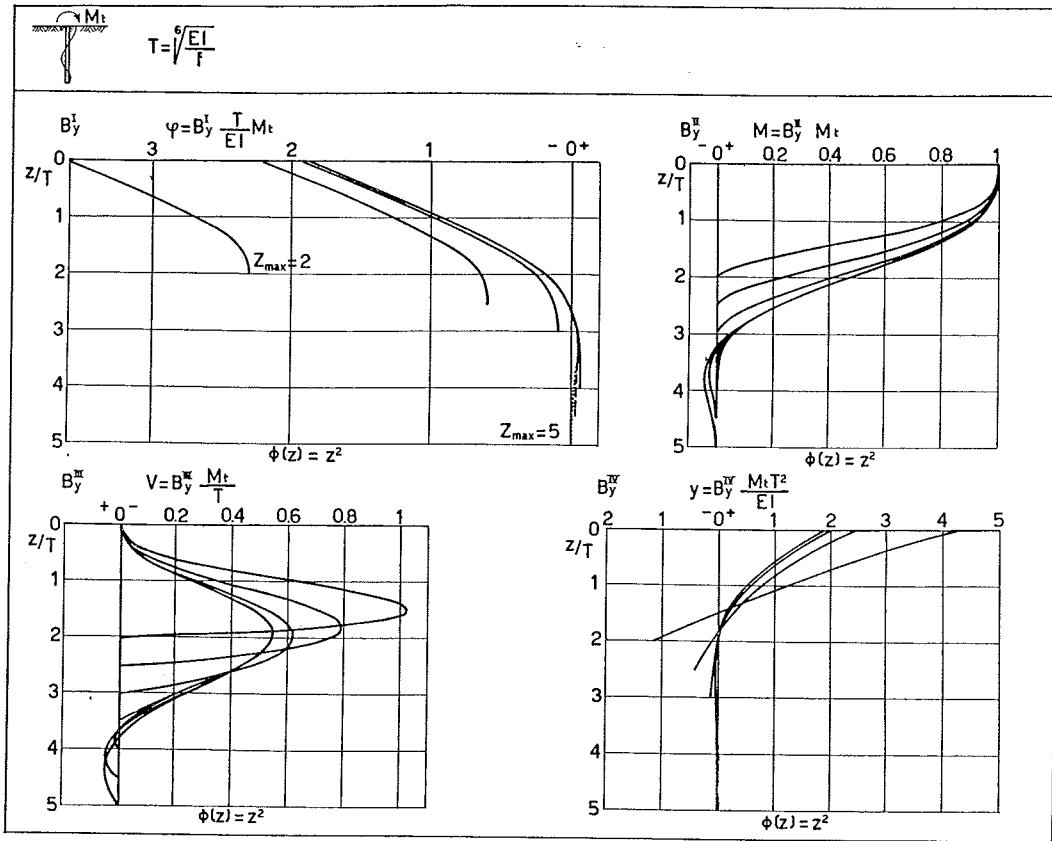 Mt
T=⁶√EI/f
B_y^I φ=B_y^I T/EI Mt
3 2 1 −0+
0
z/T
1
2
3
4
5
Zmax=2
Zmax=5
ϕ(z)=z²
B_y^II M=B_y^II Mt
−0+ 0.2 0.4 0.6 0.8 1
0
z/T
1
2
3
4
5
ϕ(z)=z²
B_y^III V=B_y^III Mt/T
+0− 0.2 0.4 0.6 0.8 1
0
z/T
1
2
3
4
5
ϕ(z)=z²
B_y^IV y=B_y^IV MtT²/EI
2 1 −0+ 1 2 3 4 5
0
z/T
1
2
3
4
5
ϕ(z)=z²